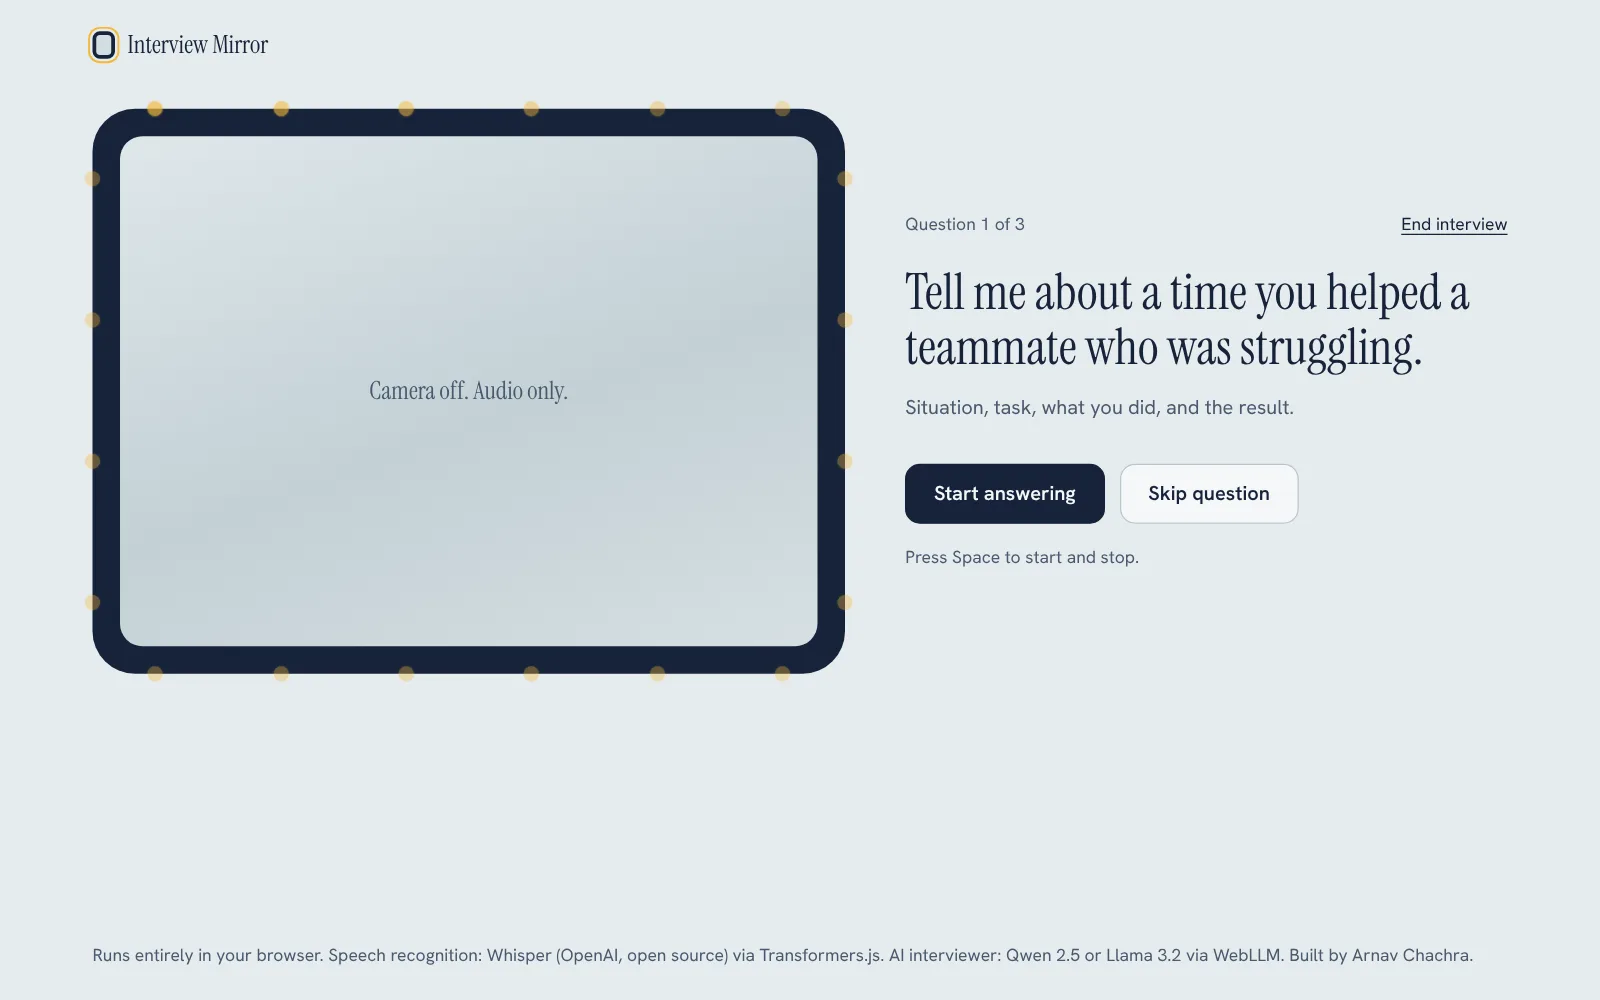 Interview Mirror
Camera off. Audio only.
Question 1 of 3
End interview
Tell me about a time you helped a
teammate who was struggling.
Situation, task, what you did, and the result.
Start answering
Skip question
Press Space to start and stop.
Runs entirely in your browser. Speech recognition: Whisper (OpenAI, open source) via Transformers.js. AI interviewer: Qwen 2.5 or Llama 3.2 via WebLLM. Built by Arnav Chachra.